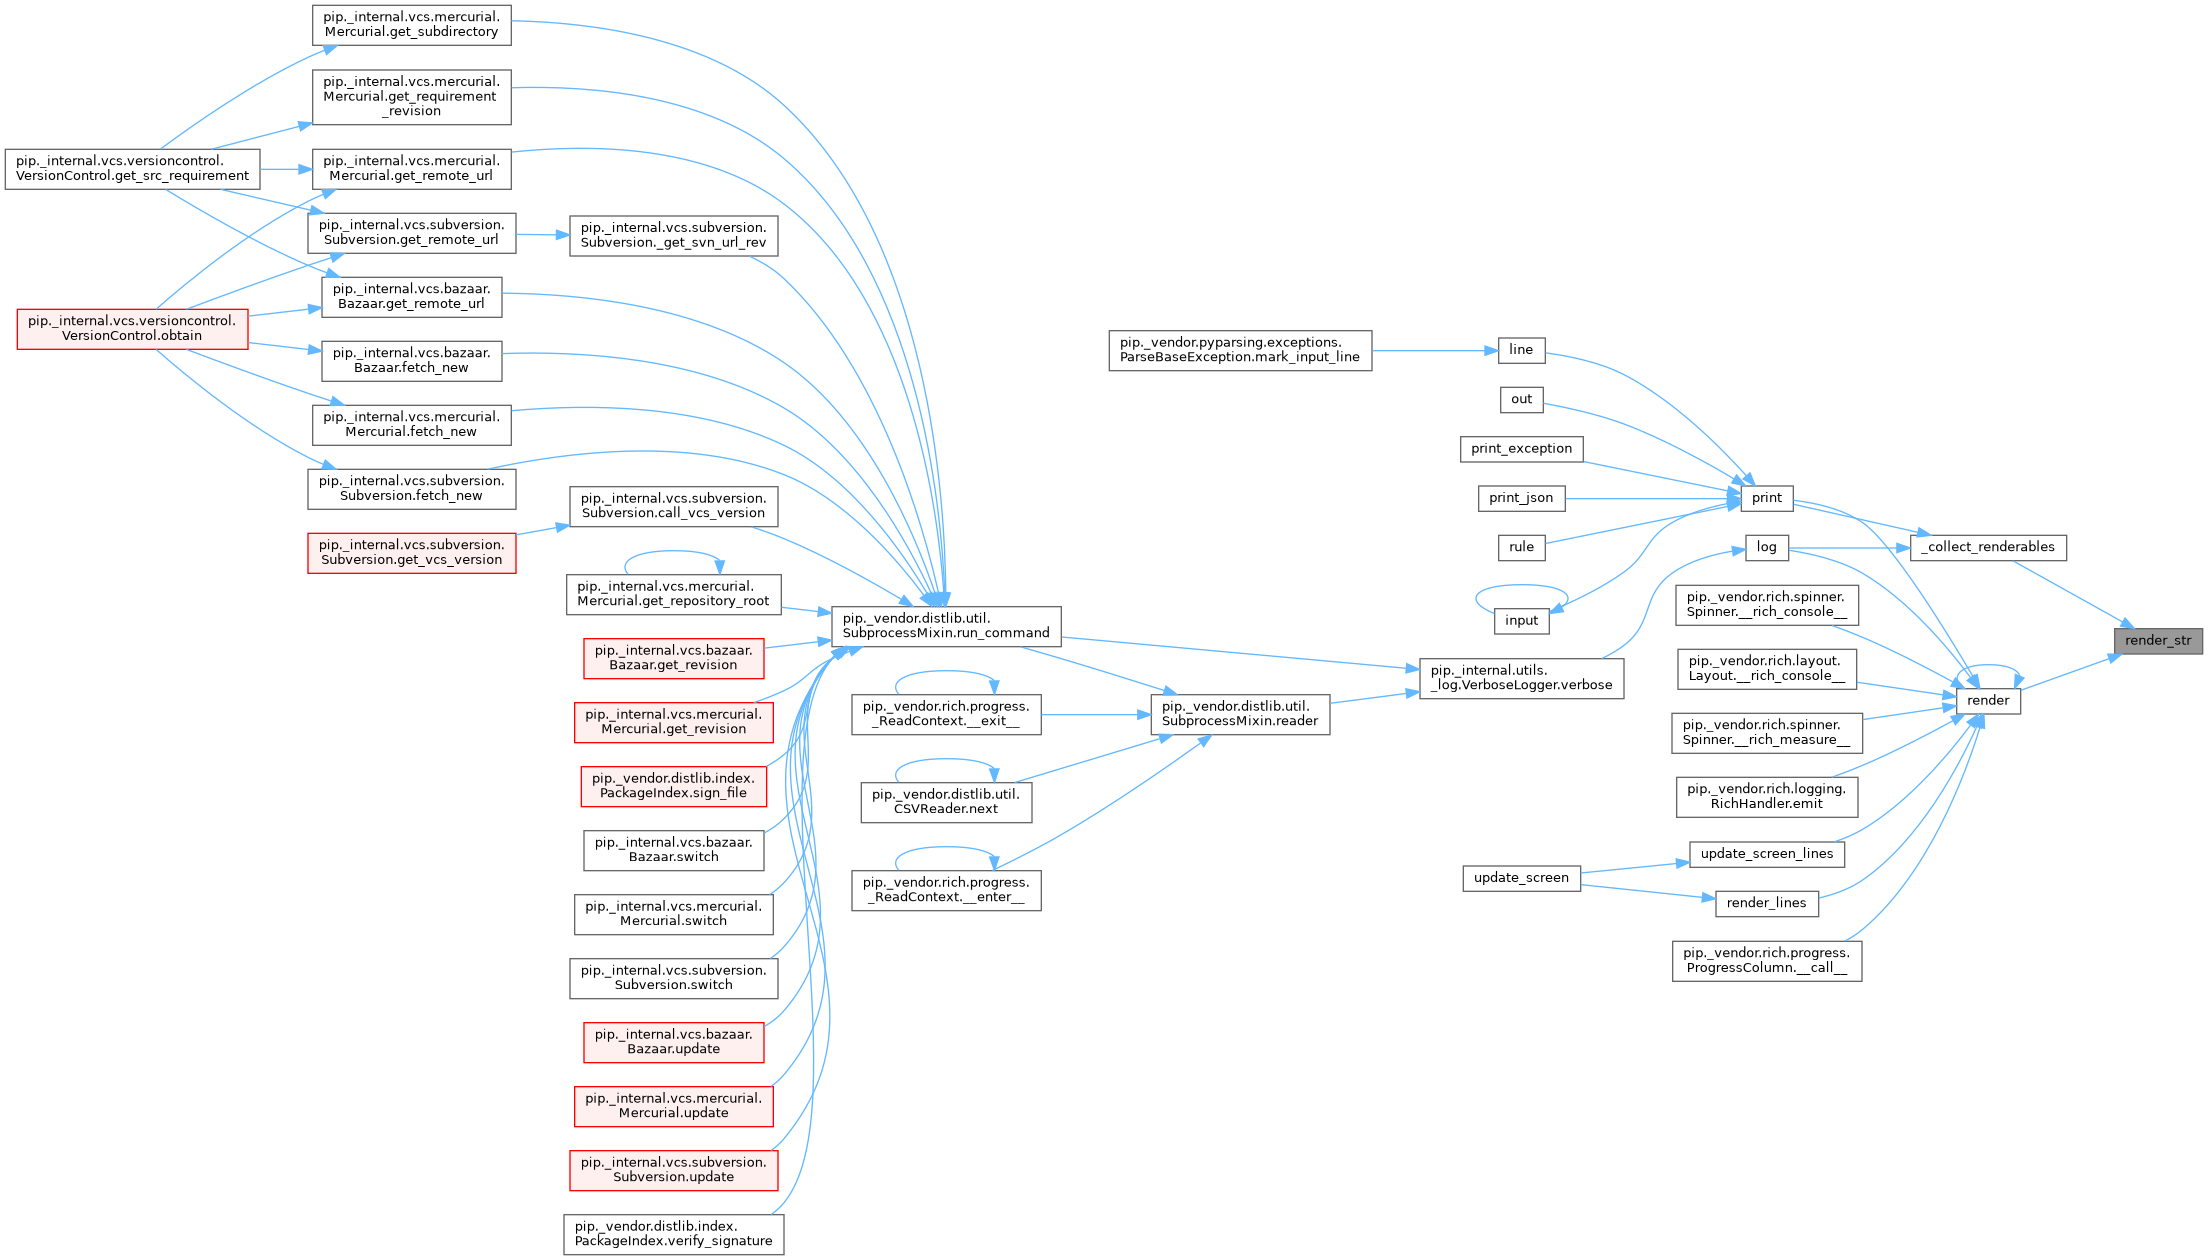 pip._internal.vcs.mercurial.
Mercurial.get_subdirectory
pip._internal.vcs.mercurial.
Mercurial.get_requirement
_revision
pip._internal.vcs.versioncontrol.
VersionControl.get_src_requirement
pip._internal.vcs.mercurial.
Mercurial.get_remote_url
pip._internal.vcs.subversion.
Subversion.get_remote_url
pip._internal.vcs.subversion.
Subversion._get_svn_url_rev
pip._internal.vcs.bazaar.
Bazaar.get_remote_url
pip._internal.vcs.versioncontrol.
VersionControl.obtain
pip._internal.vcs.bazaar.
Bazaar.fetch_new
pip._internal.vcs.mercurial.
Mercurial.fetch_new
pip._internal.vcs.subversion.
Subversion.fetch_new
pip._internal.vcs.subversion.
Subversion.call_vcs_version
pip._internal.vcs.subversion.
Subversion.get_vcs_version
pip._internal.vcs.mercurial.
Mercurial.get_repository_root
pip._vendor.distlib.util.
SubprocessMixin.run_command
pip._internal.vcs.bazaar.
Bazaar.get_revision
pip._internal.vcs.mercurial.
Mercurial.get_revision
pip._vendor.distlib.index.
PackageIndex.sign_file
pip._internal.vcs.bazaar.
Bazaar.switch
pip._internal.vcs.mercurial.
Mercurial.switch
pip._internal.vcs.subversion.
Subversion.switch
pip._internal.vcs.bazaar.
Bazaar.update
pip._internal.vcs.mercurial.
Mercurial.update
pip._internal.vcs.subversion.
Subversion.update
pip._vendor.distlib.index.
PackageIndex.verify_signature
pip._vendor.rich.progress.
_ReadContext.__exit__
pip._vendor.distlib.util.
CSVReader.next
pip._vendor.rich.progress.
_ReadContext.__enter__
pip._vendor.distlib.util.
SubprocessMixin.reader
pip._internal.utils.
_log.VerboseLogger.verbose
pip._vendor.pyparsing.exceptions.
ParseBaseException.mark_input_line
line
out
print_exception
print_json
rule
input
print
log
_collect_renderables
render_str
pip._vendor.rich.spinner.
Spinner.__rich_console__
pip._vendor.rich.layout.
Layout.__rich_console__
render
pip._vendor.rich.spinner.
Spinner.__rich_measure__
pip._vendor.rich.logging.
RichHandler.emit
update_screen_lines
update_screen
render_lines
pip._vendor.rich.progress.
ProgressColumn.__call__